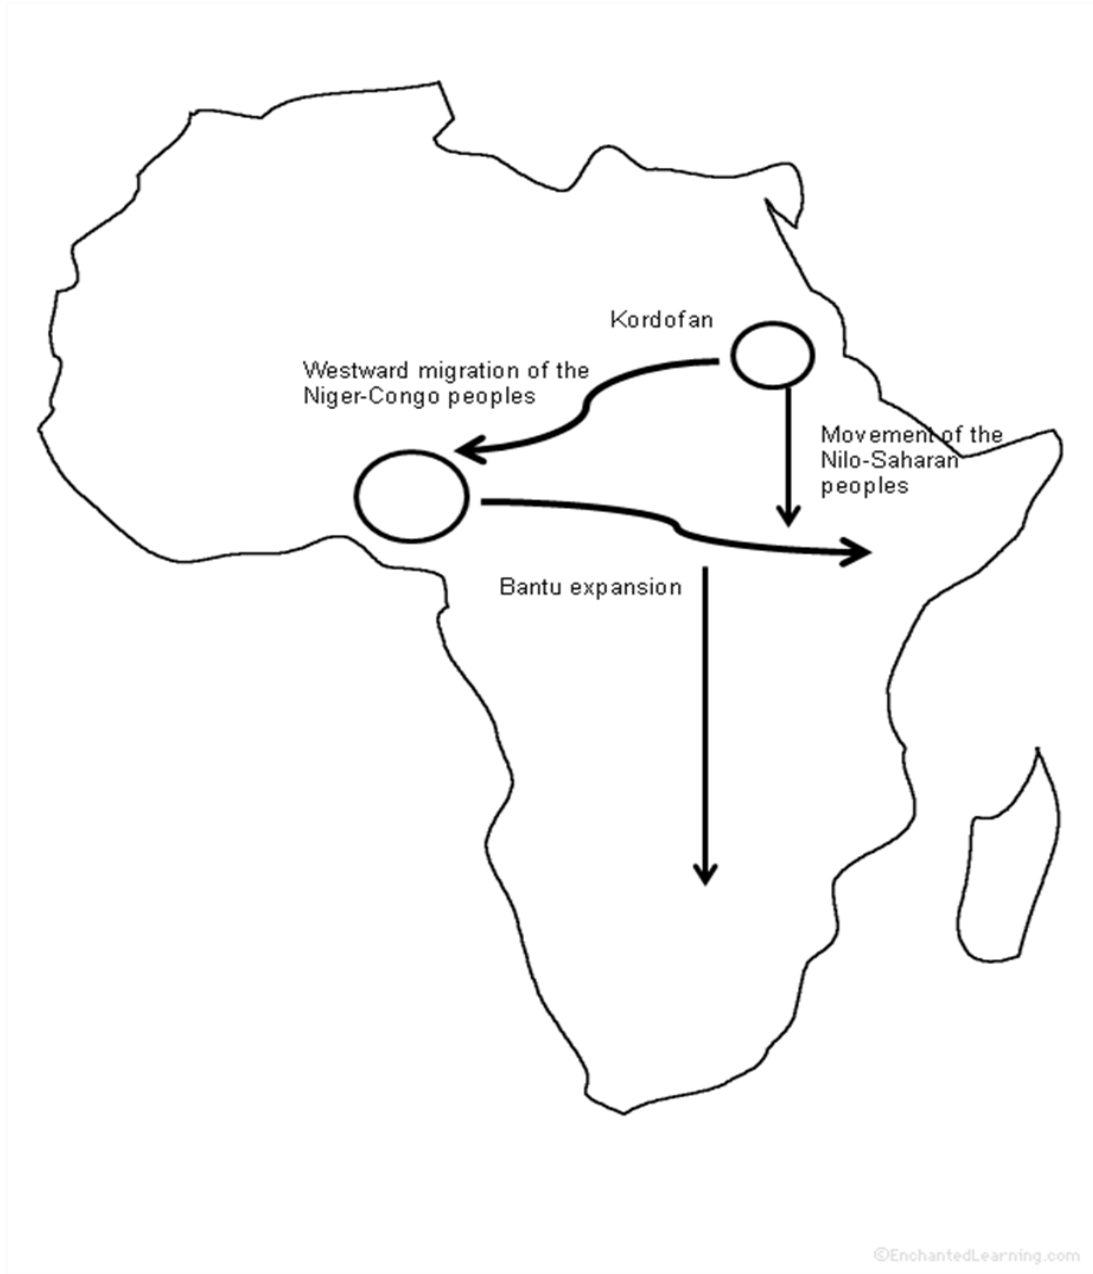 Kordofan
Westward migration of the
Niger-Congo peoples
Movement of the
Nilo-Saharan
peoples
Bantu expansion
©EnchantedLearning.com